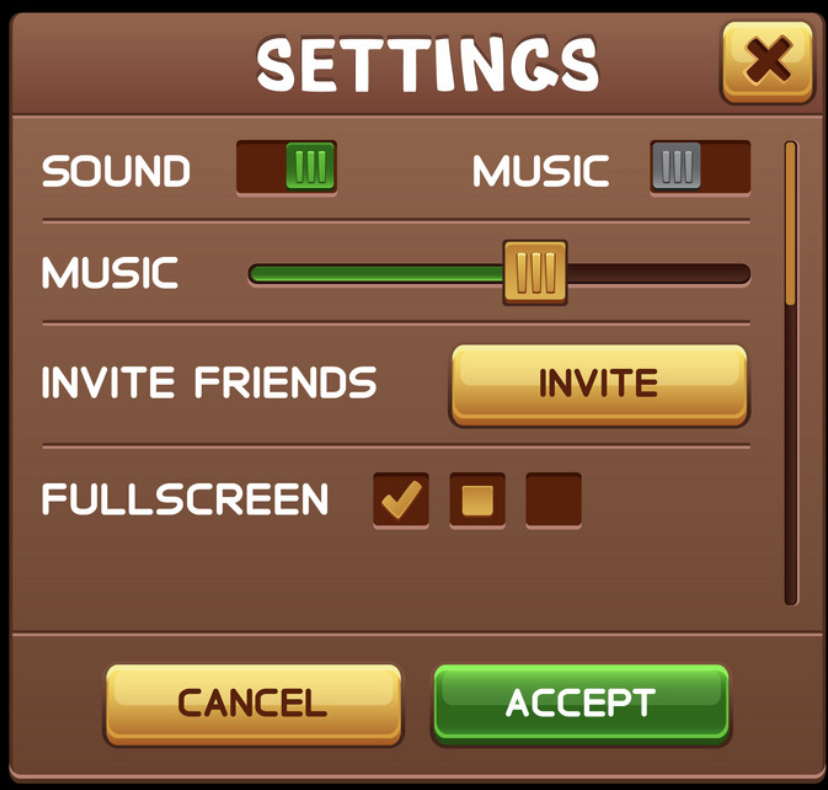 SETTINGS
SOUND MUSIC
MUSIC
INVITE FRIENDS INVITE
FULLSCREEN
CANCEL ACCEPT